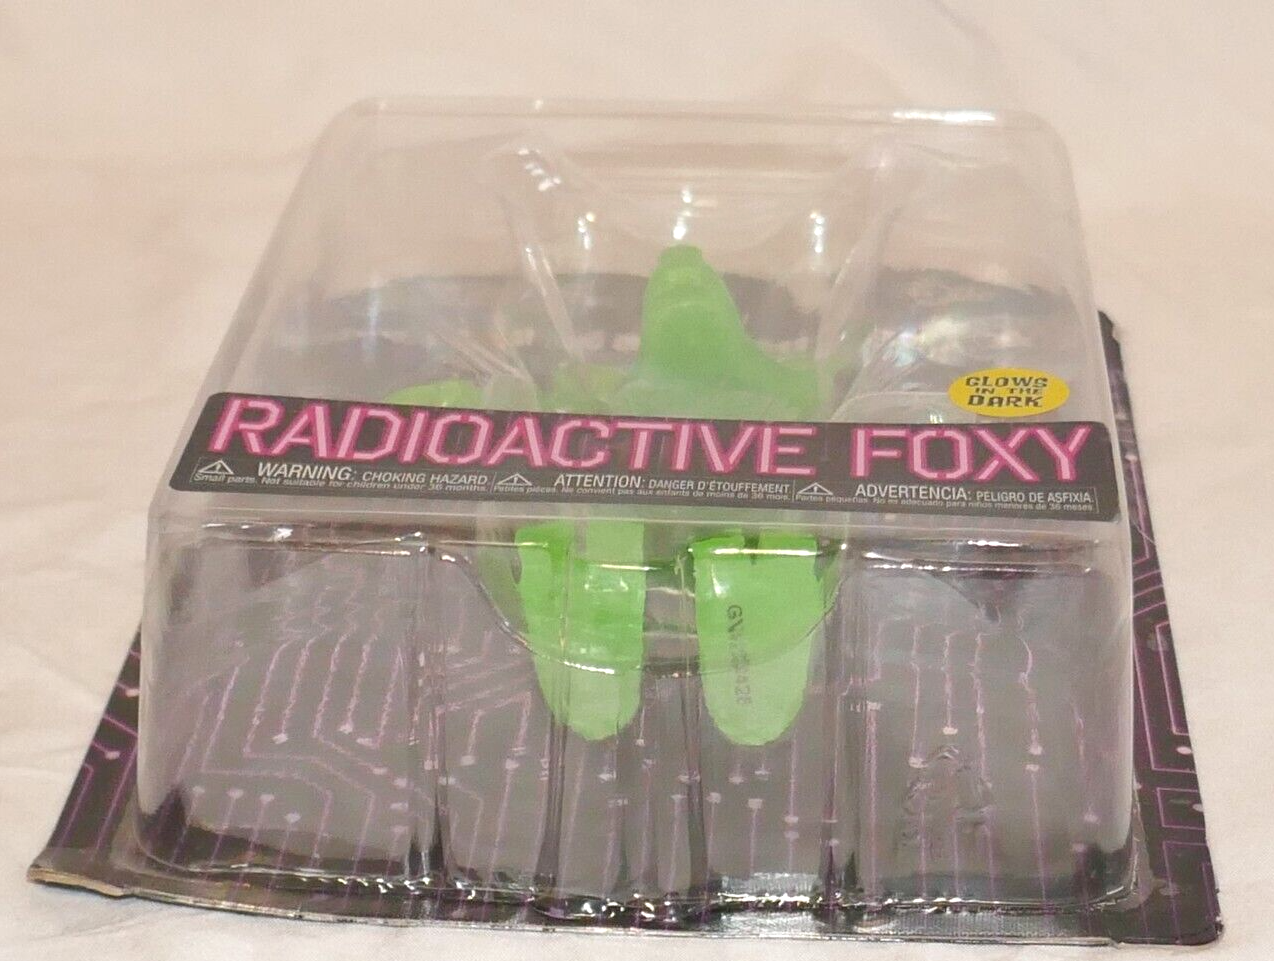 GLOWS
IN THE
DARK
RADIOACTIVE FOXY
WARNING: CHOKING HAZARD.
Small parts. Not suitable for children under 36 months.
ATTENTION: DANGER D'ÉTOUFFEMENT
Petites pièces. Ne convient pas aux enfants de moins de 36 mois.
ADVERTENCIA: PELIGRO DE ASFIXIA
Partes pequeñas. No es adecuado para niños menores de 36 meses